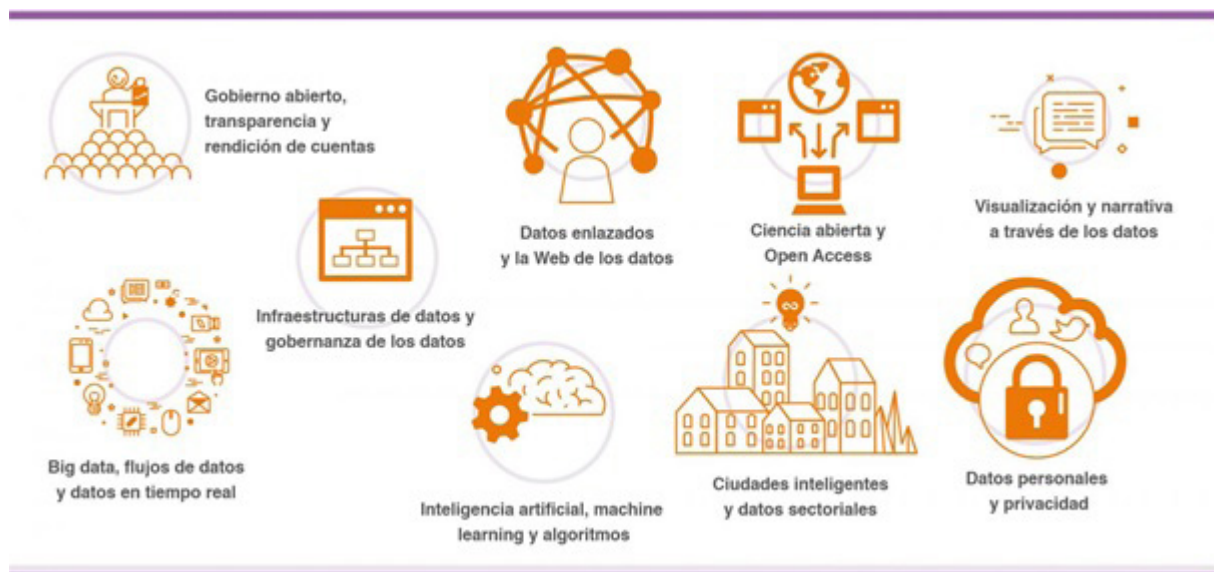 Gobierno abierto,
transparencia y
rendición de cuentas
Datos enlazados
y la Web de los datos
Ciencia abierta y
Open Access
Visualización y narrativa
a través de los datos
Infraestructuras de datos y
gobernanza de los datos
Big data, flujos de datos
y datos en tiempo real
Inteligencia artificial, machine
learning y algoritmos
Ciudades inteligentes
y datos sectoriales
Datos personales
y privacidad